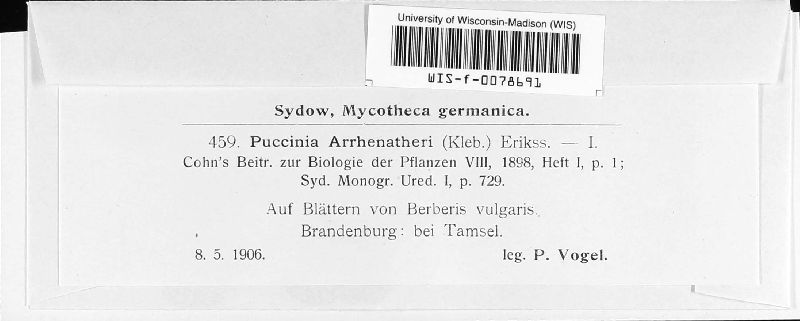 University of Wisconsin-Madison (WIS)
WIS-f-0078691
Sydow, Mycotheca germanica.
459. Puccinia Arrhenatheri (Kleb.) Erikss. — I.
Cohn's Beitr. zur Biologie der Pflanzen VIII, 1898, Heft I, p. 1;
Syd. Monogr. Ured. I, p. 729.
Auf Blättern von Berberis vulgaris.
Brandenburg: bei Tamsel.
8. 5. 1906. leg. P. Vogel.